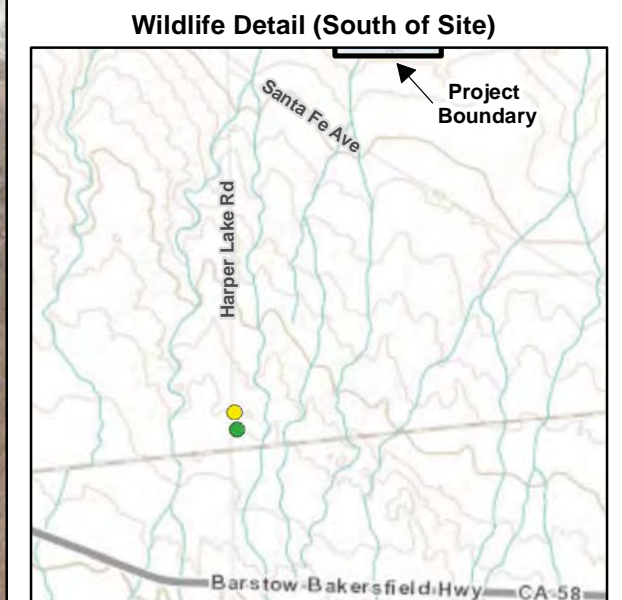 Wildlife Detail (South of Site)
Project
Boundary
Santa Fe Ave
Harper Lake Rd
Barstow-Bakersfield Hwy CA-58